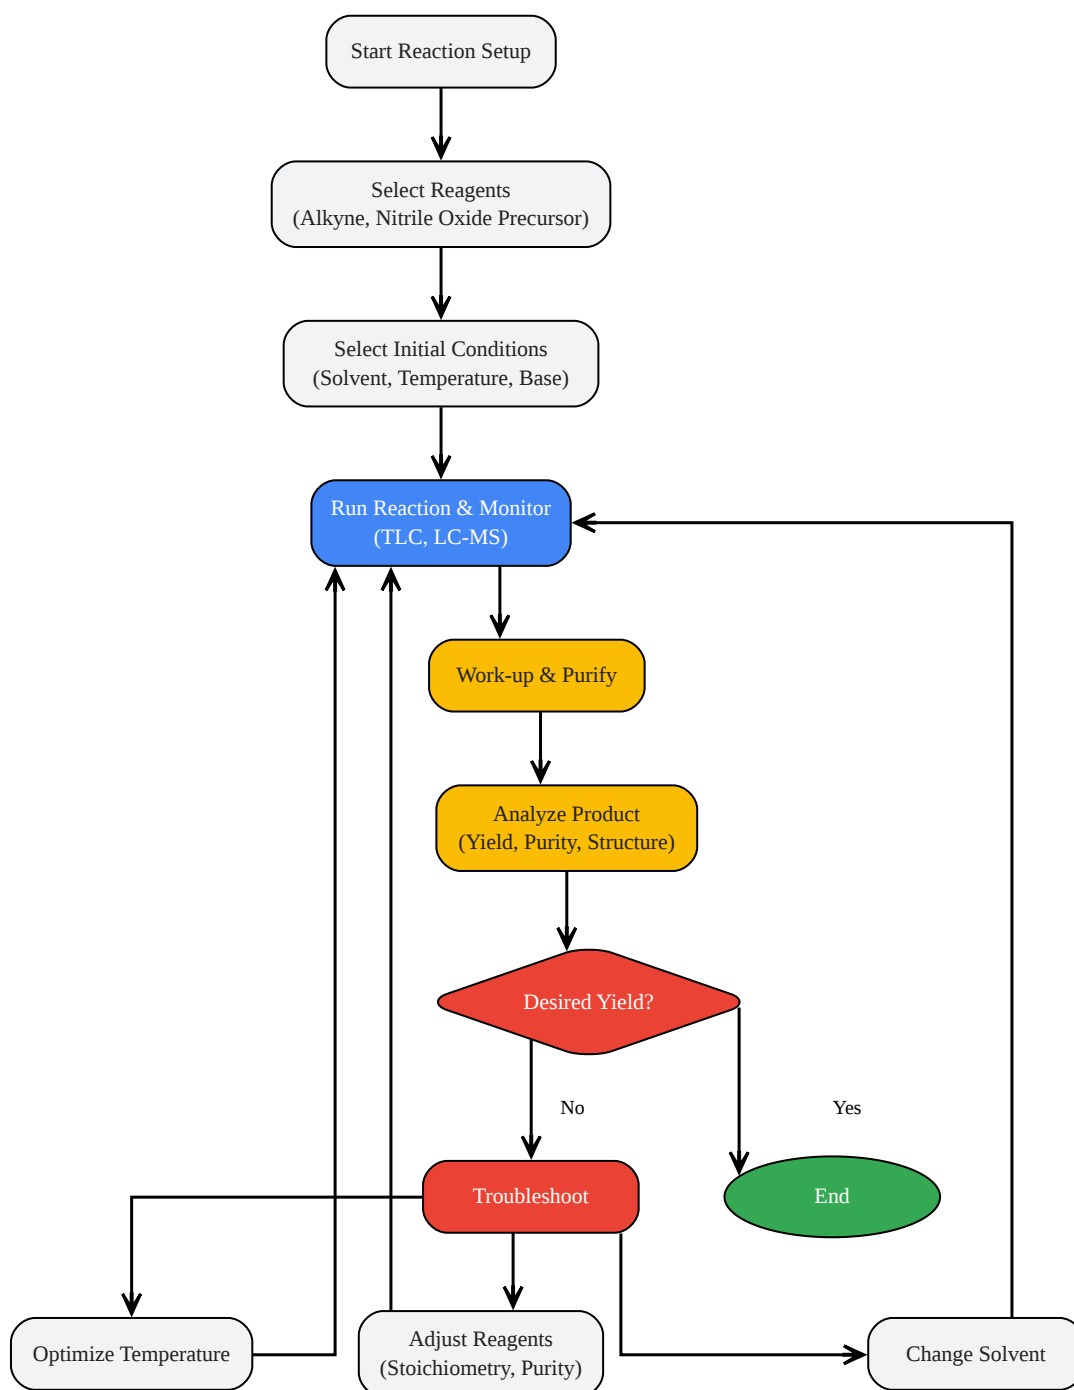 Start Reaction Setup
Select Reagents
(Alkyne, Nitrile Oxide Precursor)
Select Initial Conditions
(Solvent, Temperature, Base)
Run Reaction & Monitor
(TLC, LC-MS)
Work-up & Purify
Analyze Product
(Yield, Purity, Structure)
Desired Yield?
No
Yes
Troubleshoot
End
Optimize Temperature
Adjust Reagents
(Stoichiometry, Purity)
Change Solvent